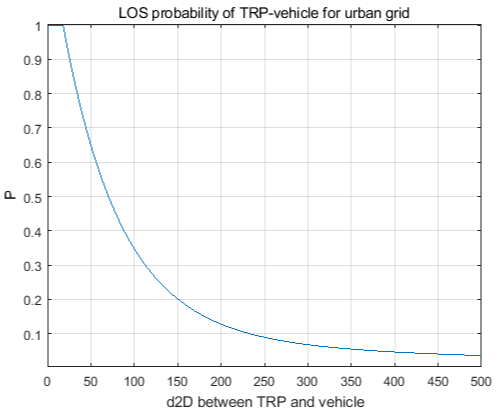 LOS probability of TRP-vehicle for urban grid
1
0.9
0.8
0.7
0.6
0.5
0.4
0.3
0.2
0.1
P
0 50 100 150 200 250 300 350 400 450 500
d2D between TRP and vehicle